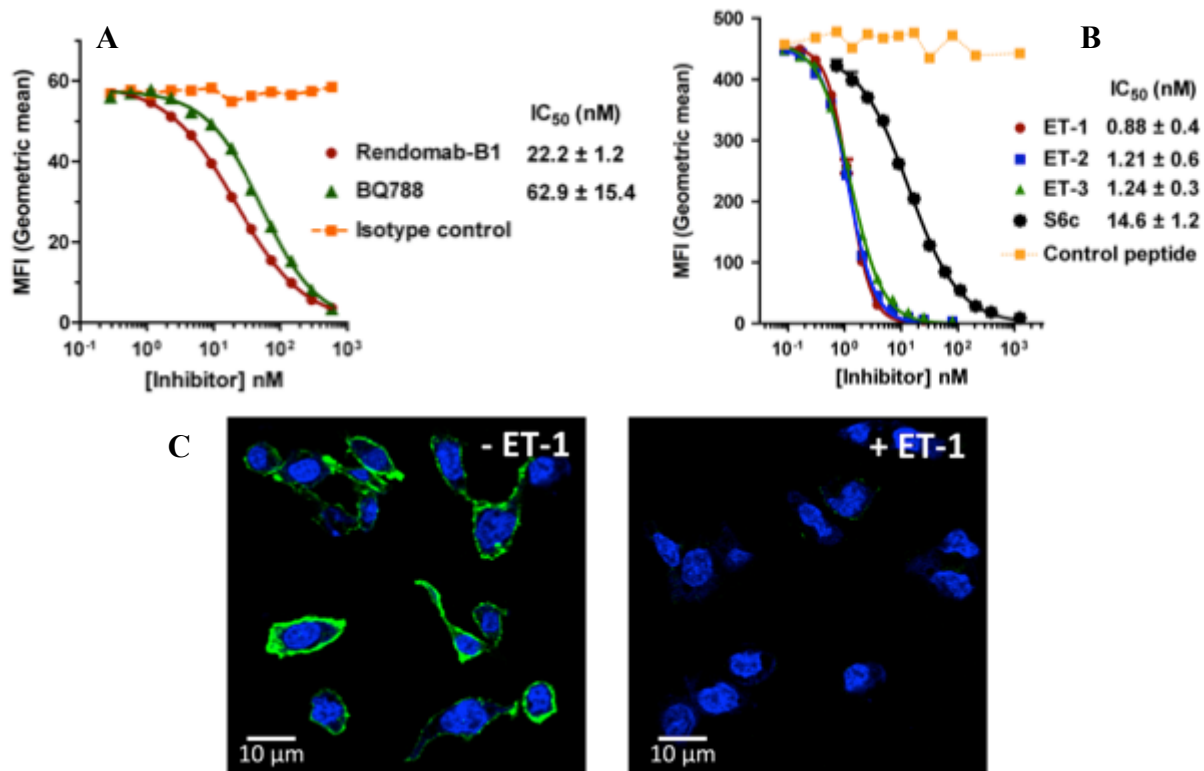 A
MFI (Geometric mean)
80
60
40
20
0
10⁻¹ 10⁰ 10¹ 10² 10³
[Inhibitor] nM
IC₅₀ (nM)
Rendomab-B1 22.2 ± 1.2
BQ788 62.9 ± 15.4
Isotype control
B
MFI (Geometric mean)
500
400
300
200
100
0
10⁻¹ 10⁰ 10¹ 10² 10³
[Inhibitor] nM
IC₅₀ (nM)
ET-1 0.88 ± 0.4
ET-2 1.21 ± 0.6
ET-3 1.24 ± 0.3
S6c 14.6 ± 1.2
Control peptide
C
- ET-1
10 µm
+ ET-1
10 µm